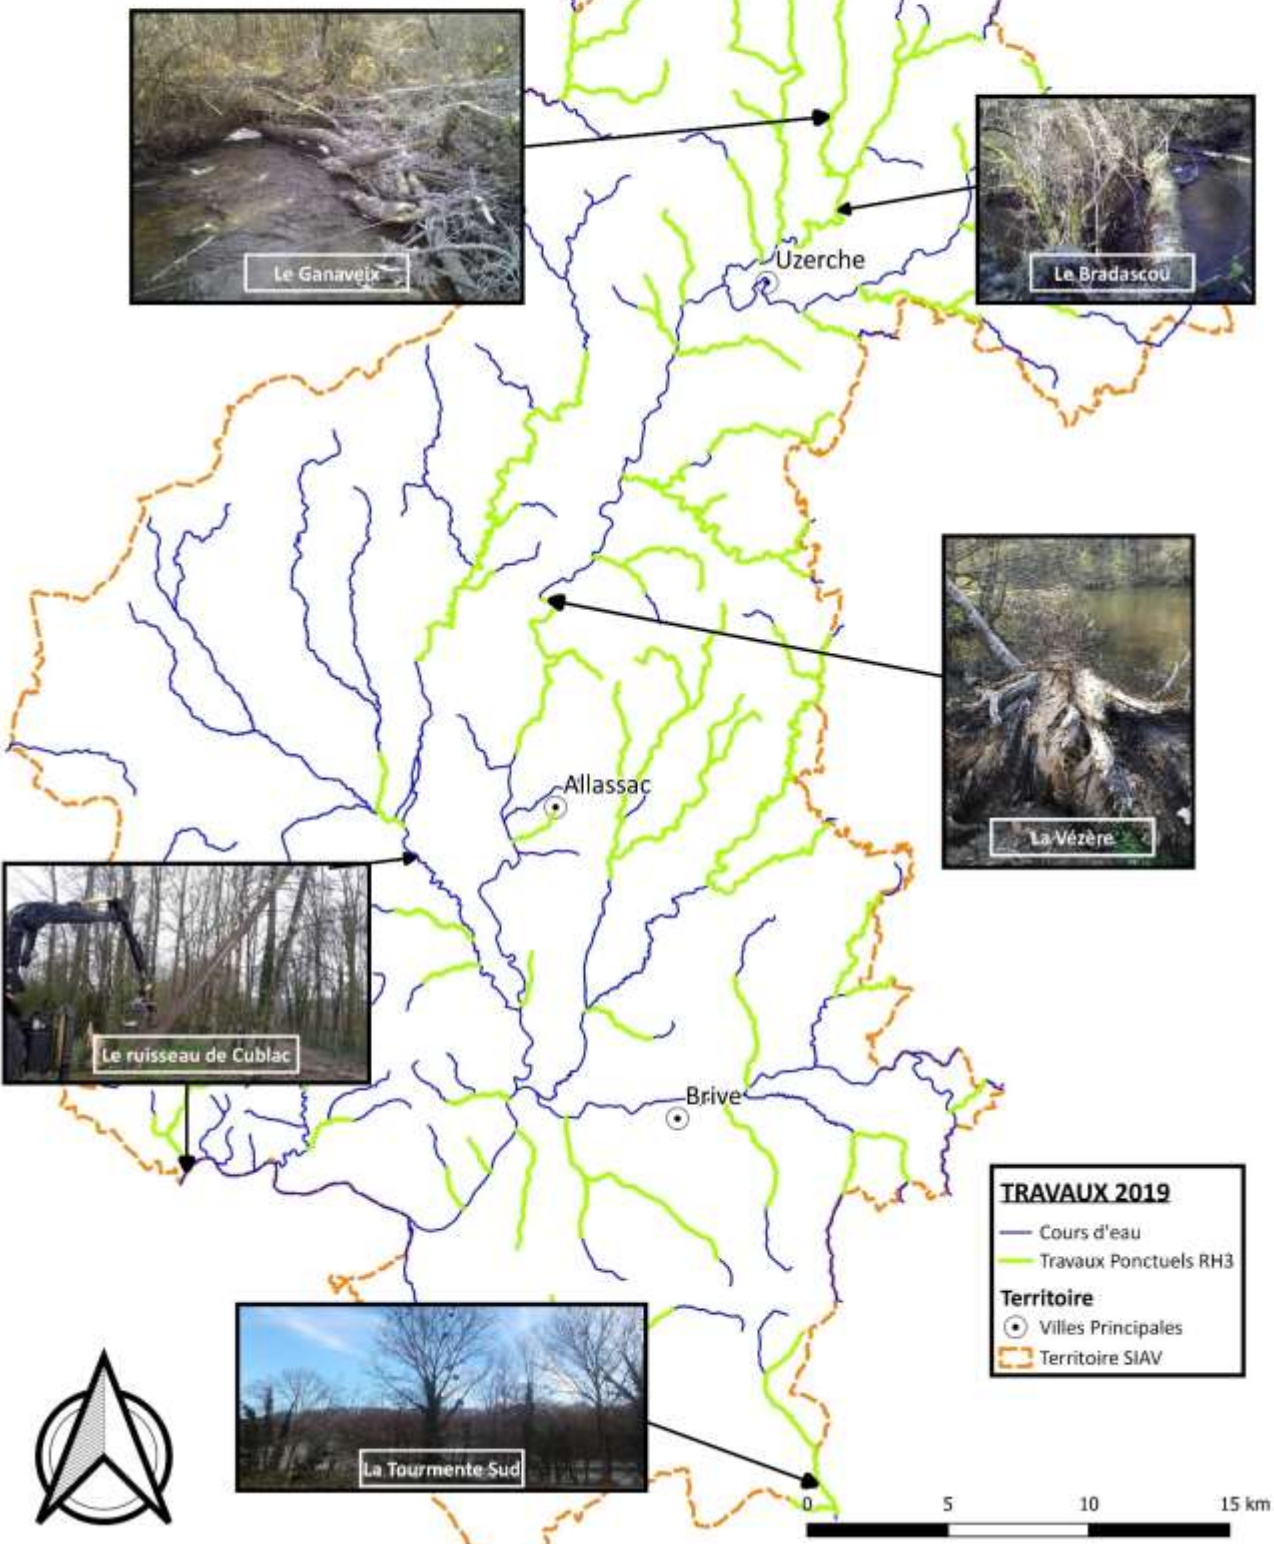 Le Ganaveix
Le Bradascou
Uzerche
La Vézère
Allassac
Le ruisseau de Cublac
Brive
TRAVAUX 2019
Cours d'eau
Travaux Ponctuels RH3
Territoire
Villes Principales
Territoire SIAV
La Tourmente Sud
0 5 10 15 km